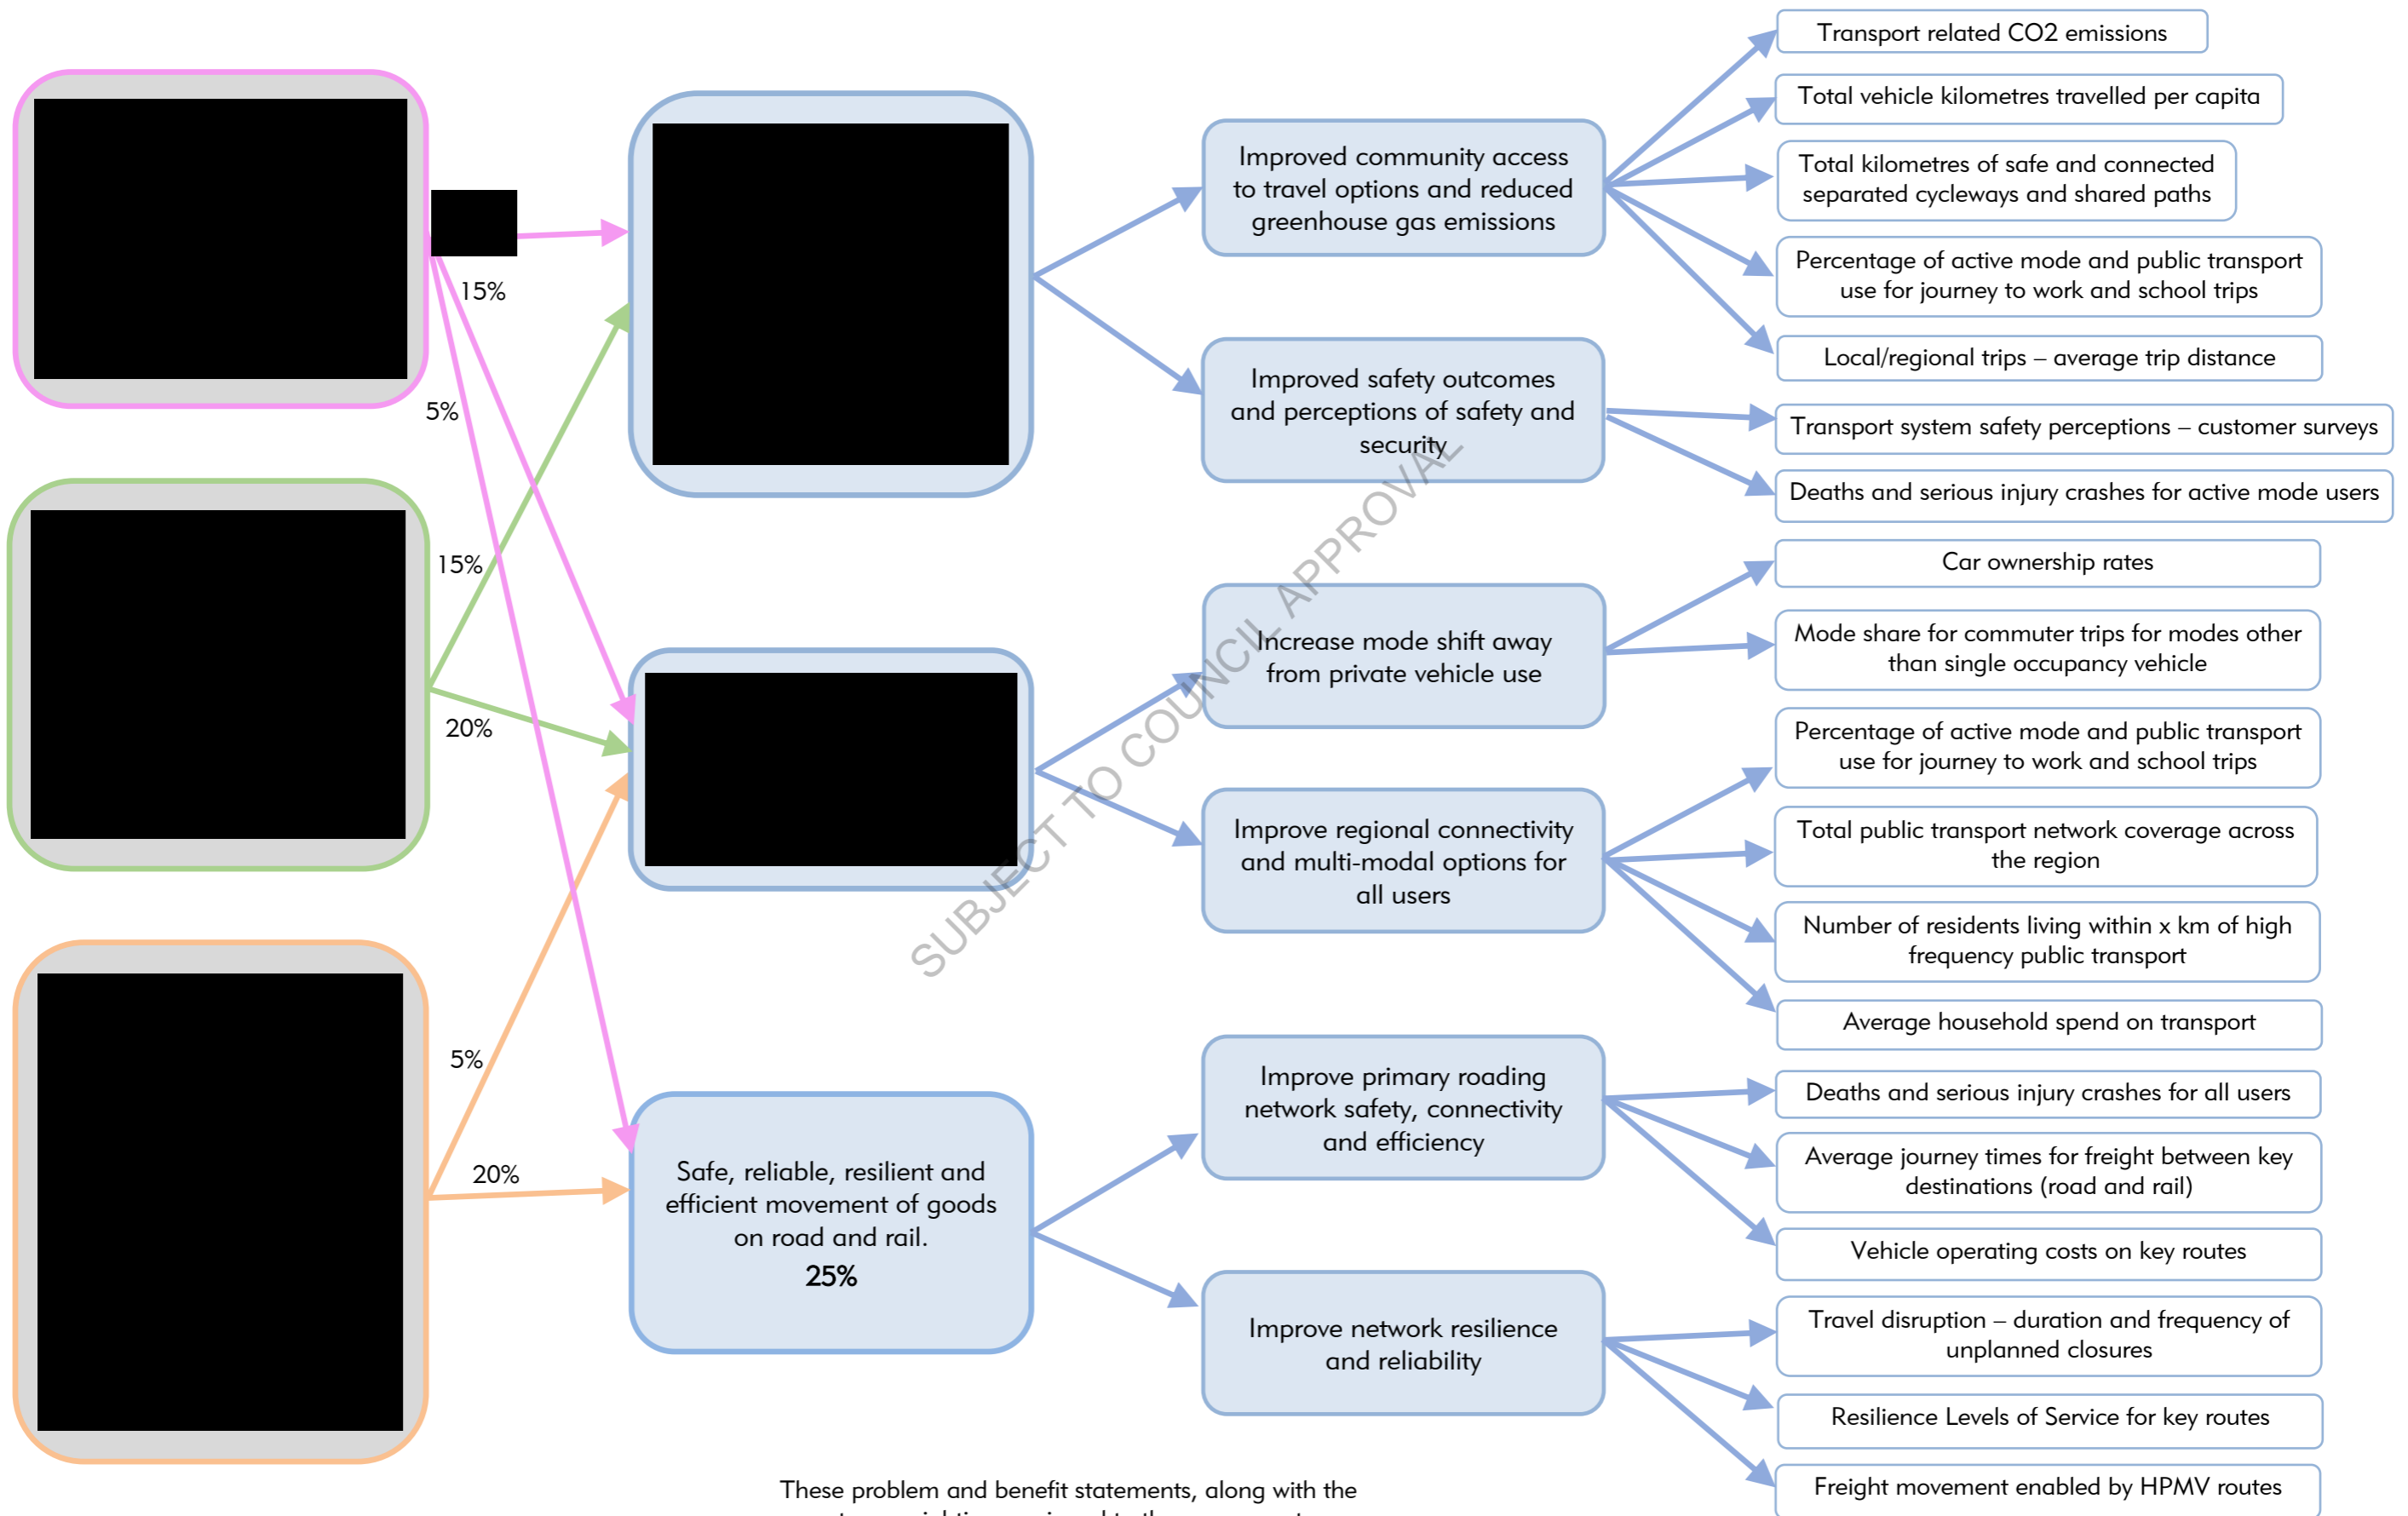 15%
5%
15%
20%
5%
20%
Safe, reliable, resilient and
efficient movement of goods
on road and rail.
25%
Improved community access
to travel options and reduced
greenhouse gas emissions
Improved safety outcomes
and perceptions of safety and
security
Increase mode shift away
from private vehicle use
Improve regional connectivity
and multi-modal options for
all users
Improve primary roading
network safety, connectivity
and efficiency
Improve network resilience
and reliability
Transport related CO2 emissions
Total vehicle kilometres travelled per capita
Total kilometres of safe and connected
separated cycleways and shared paths
Percentage of active mode and public transport
use for journey to work and school trips
Local/regional trips – average trip distance
Transport system safety perceptions – customer surveys
Deaths and serious injury crashes for active mode users
Car ownership rates
Mode share for commuter trips for modes other
than single occupancy vehicle
Percentage of active mode and public transport
use for journey to work and school trips
Total public transport network coverage across
the region
Number of residents living within x km of high
frequency public transport
Average household spend on transport
Deaths and serious injury crashes for all users
Average journey times for freight between key
destinations (road and rail)
Vehicle operating costs on key routes
Travel disruption – duration and frequency of
unplanned closures
Resilience Levels of Service for key routes
Freight movement enabled by HPMV routes
SUBJECT TO COUNCIL APPROVAL
These problem and benefit statements, along with the